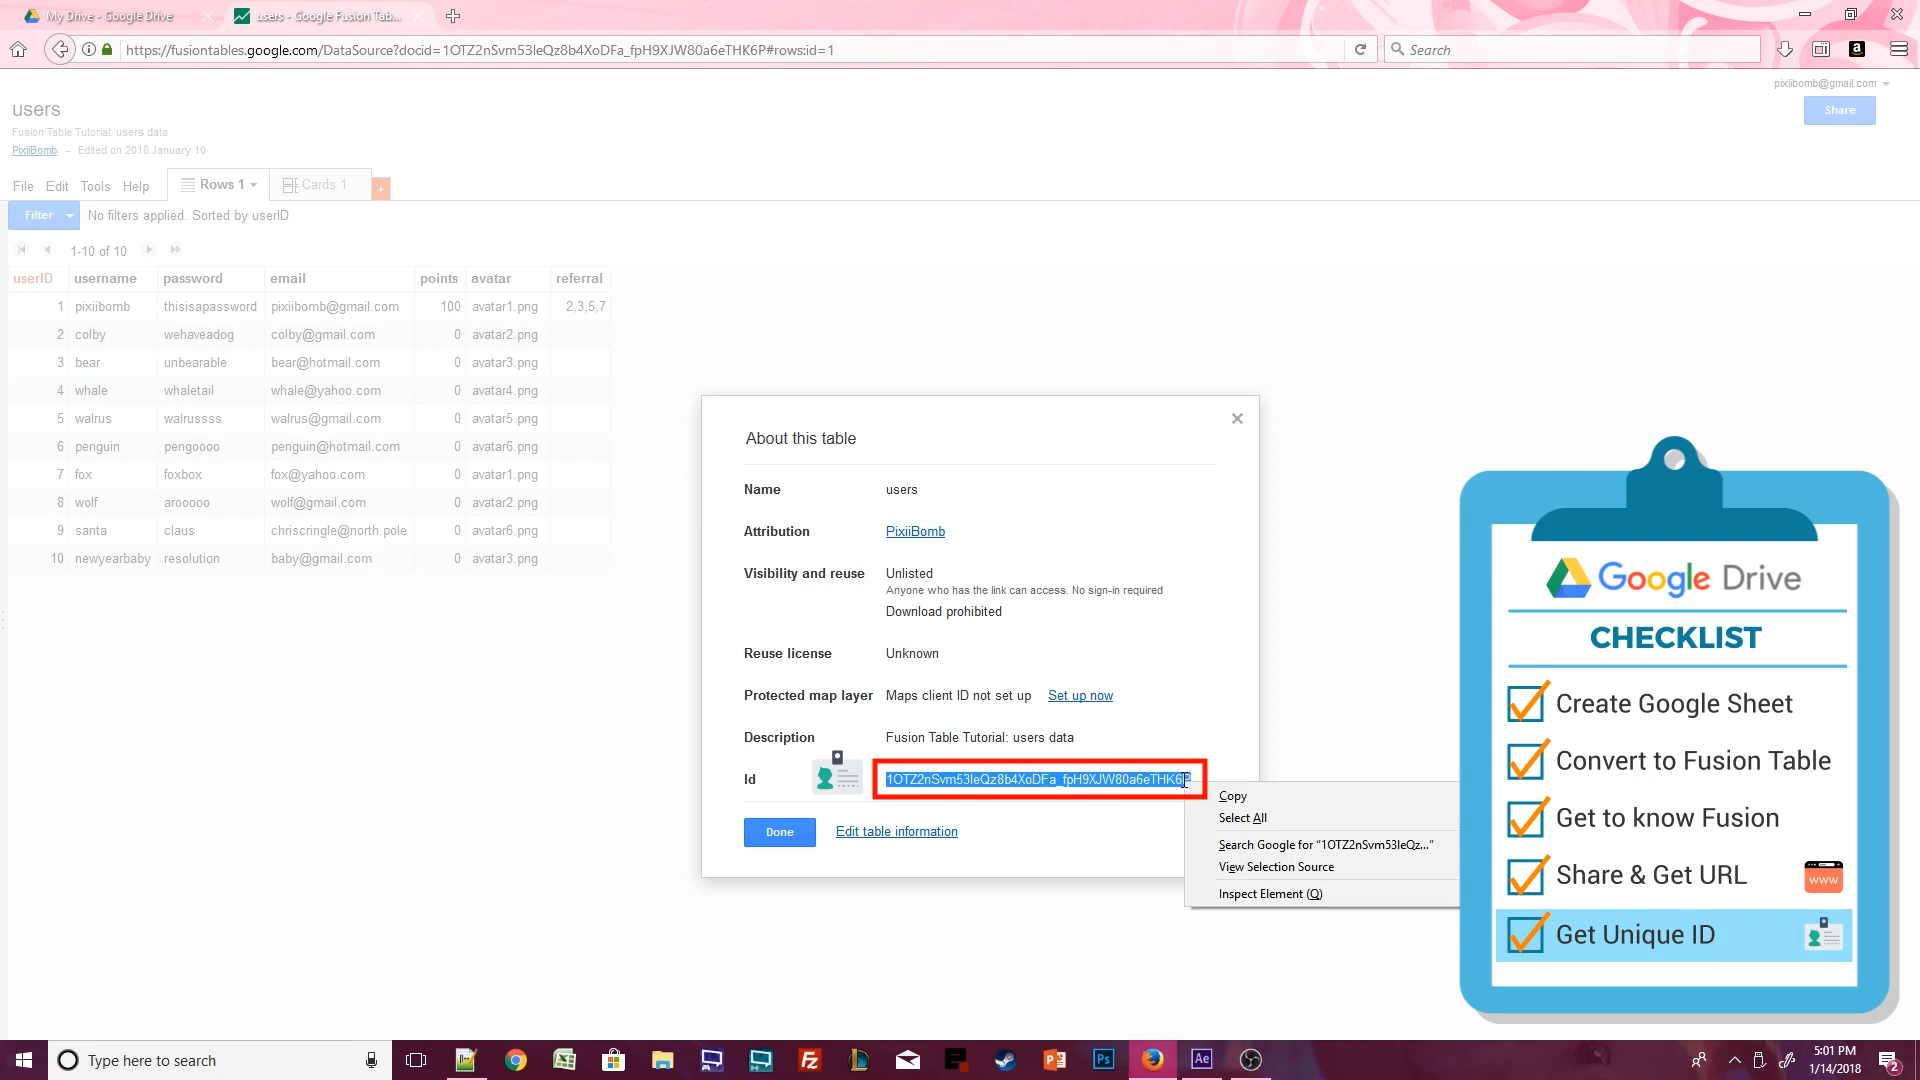 My Drive - Google Drive
users - Google Fusion Tab...
https://fusiontables.google.com/DataSource?docid=1OTZ2nSvm53leQz8b4XoDFa_fpH9XJW80a6eTHK6P#rows:id=1
Search
pixiibomb@gmail.com
users
Share
Fusion Table Tutorial: users data
PixiiBomb - Edited on 2018 January 10
File Edit Tools Help Rows 1 Cards 1 +
Filter No filters applied. Sorted by userID
1-10 of 10
userID username password email points avatar referral
1 pixiibomb thisisapassword pixiibomb@gmail.com 100 avatar1.png 2,3,5,7
2 colby wehaveadog colby@gmail.com 0 avatar2.png
3 bear unbearable bear@hotmail.com 0 avatar3.png
4 whale whaletail whale@yahoo.com 0 avatar4.png
5 walrus walrussss walrus@gmail.com 0 avatar5.png
6 penguin pengoooo penguin@hotmail.com 0 avatar6.png
7 fox foxbox fox@yahoo.com 0 avatar1.png
8 wolf arooooo wolf@gmail.com 0 avatar2.png
9 santa claus chriscringle@north.pole 0 avatar6.png
10 newyearbaby resolution baby@gmail.com 0 avatar3.png
About this table
Name users
Attribution PixiiBomb
Visibility and reuse Unlisted
Anyone who has the link can access. No sign-in required
Download prohibited
Reuse license Unknown
Protected map layer Maps client ID not set up Set up now
Description Fusion Table Tutorial: users data
Id 1OTZ2nSvm53leQz8b4XoDFa_fpH9XJW80a6eTHK6P
Done Edit table information
Copy
Select All
Search Google for “1OTZ2nSvm53leQz...”
View Selection Source
Inspect Element (Q)
Google Drive
CHECKLIST
Create Google Sheet
Convert to Fusion Table
Get to know Fusion
Share & Get URL
www
Get Unique ID
Type here to search
Fz
Ps
Ae
5:01 PM
1/14/2018
2